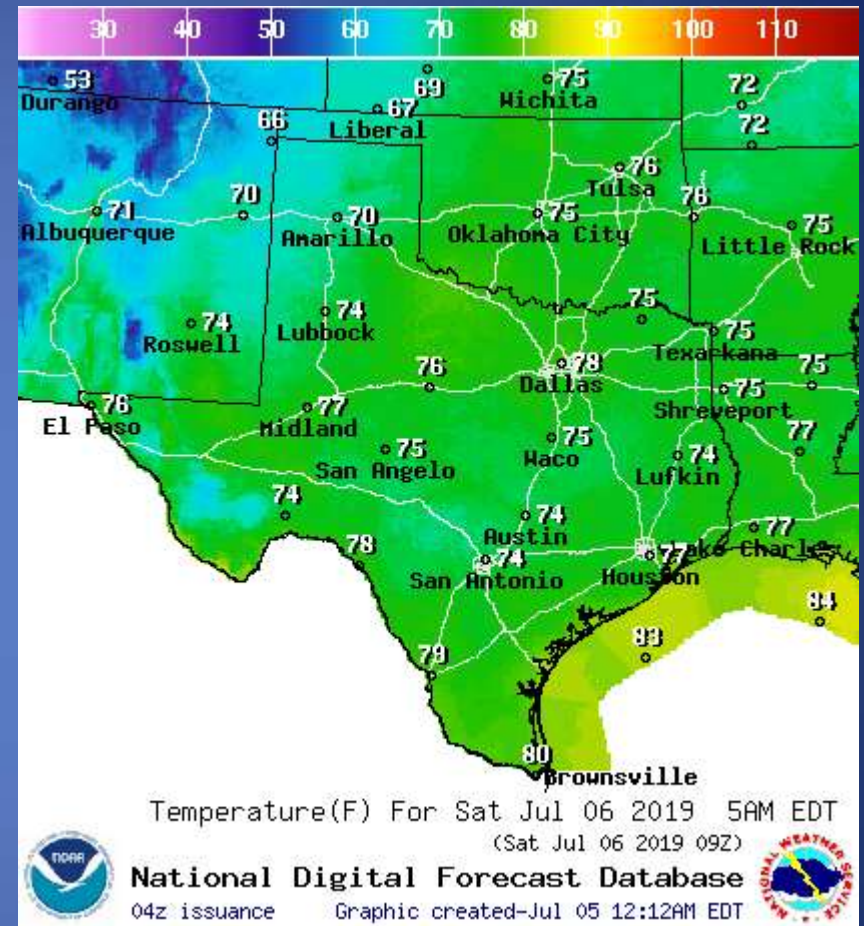 30 40 50 60 70 80 90 100 110
53
Durango
69
75
Wichita
72
67
Liberal
66
72
76
Tulsa
71
Albuquerque
70
70
Amarillo
75
Oklahoma City
76
75
Little Rock
74
Roswell
74
Lubbock
75
75
Texarkana
78
Dallas
76
75
75
Shreveport
76
El Paso
77
Midland
75
San Angelo
75
Waco
74
Lufkin
77
74
74
Austin
77
Lake Charl
78
74
San Antonio
77
Houston
84
83
79
80
Brownsville
Temperature(F) For Sat Jul 06 2019 5AM EDT
(Sat Jul 06 2019 09Z)
NOAA
National Digital Forecast Database
04z issuance Graphic created-Jul 05 12:12AM EDT
NATIONAL WEATHER SERVICE